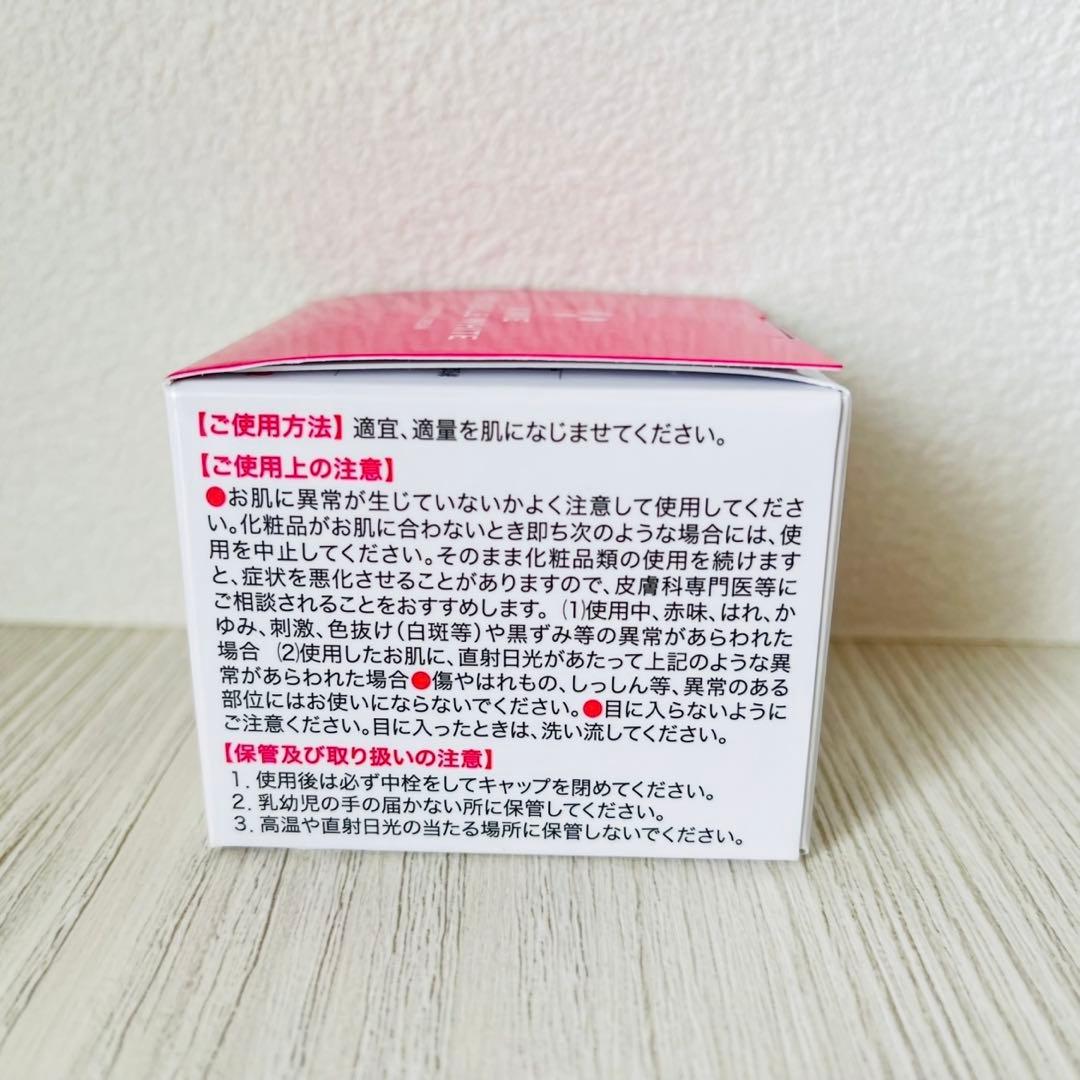 【ご使用方法】適宜、適量を肌になじませてください。
【ご使用上の注意】
●お肌に異常が生じていないかよく注意して使用してくださ
い。化粧品がお肌に合わないとき即ち次のような場合には、使
用を中止してください。そのまま化粧品類の使用を続けます
と、症状を悪化させることがありますので、皮膚科専門医等に
ご相談されることをおすすめします。(1)使用中、赤味、はれ、か
ゆみ、刺激、色抜け(白斑等)や黒ずみ等の異常があらわれた
場合 (2)使用したお肌に、直射日光があたって上記のような異
常があらわれた場合●傷やはれもの、しっしん等、異常のある
部位にはお使いにならないでください。●目に入らないように
ご注意ください。目に入ったときは、洗い流してください。
【保管及び取り扱いの注意】
1. 使用後は必ず中栓をしてキャップを閉めてください。
2. 乳幼児の手の届かない所に保管してください。
3. 高温や直射日光の当たる場所に保管しないでください。